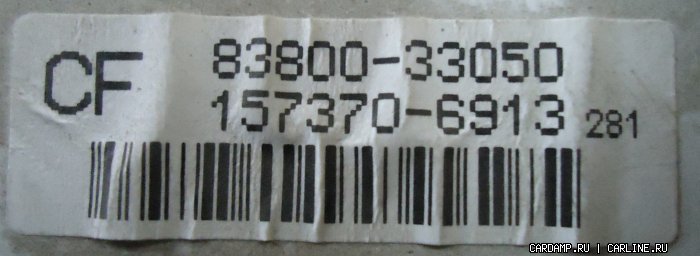 CF 83800-33050
157370-6913 281
CARDAMP.RU | CARLINE.RU